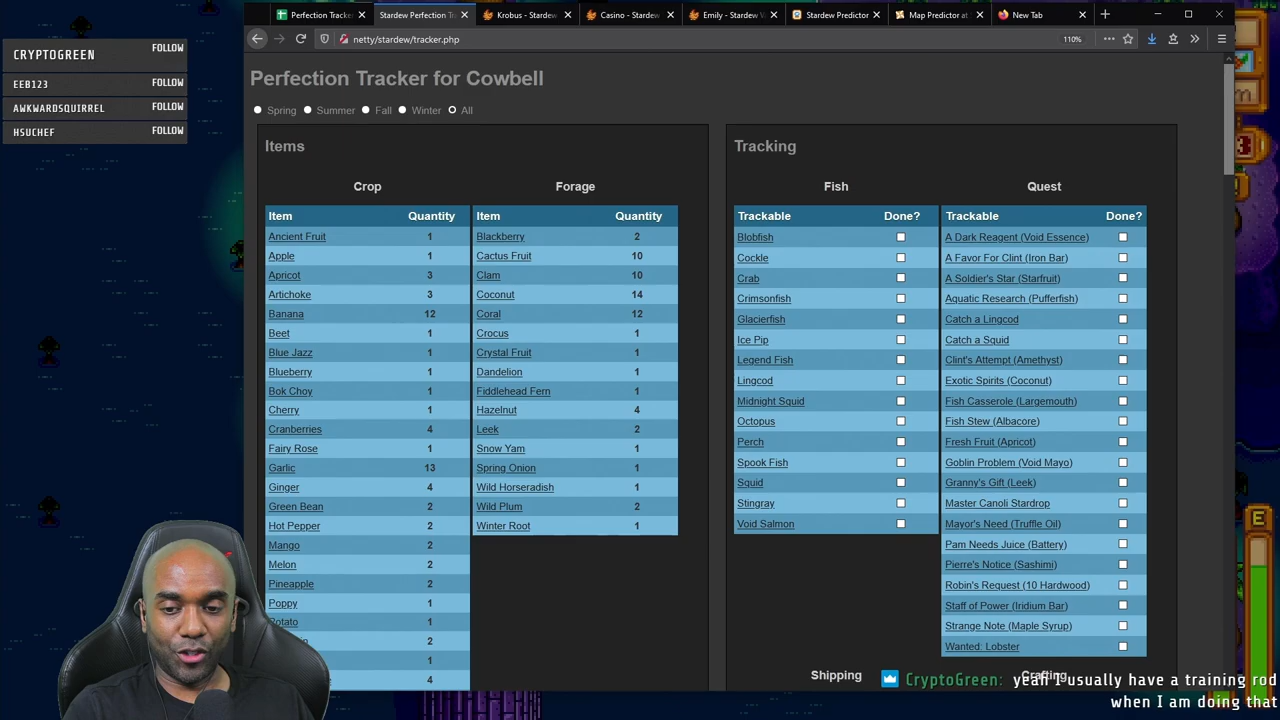 CRYPTOGREEN FOLLOW
EEB123 FOLLOW
AWKWARDSQUIRREL FOLLOW
HSUCHEF FOLLOW
Perfection Tracker
Stardew Perfection Tr
Krobus - Stardew
Casino - Stardew
Emily - Stardew V
Stardew Predictor
Map Predictor at
New Tab
netty/stardew/tracker.php
110%
Perfection Tracker for Cowbell
Spring Summer Fall Winter All
Items
Crop
Item Quantity
Ancient Fruit 1
Apple 1
Apricot 3
Artichoke 3
Banana 12
Beet 1
Blue Jazz 1
Blueberry 1
Bok Choy 1
Cherry 1
Cranberries 4
Fairy Rose 1
Garlic 13
Ginger 4
Green Bean 2
Hot Pepper 2
Mango 2
Melon 2
Pineapple 2
Poppy 1
Potato 1
2
1
4
Forage
Item Quantity
Blackberry 2
Cactus Fruit 10
Clam 10
Coconut 14
Coral 12
Crocus 1
Crystal Fruit 1
Dandelion 1
Fiddlehead Fern 1
Hazelnut 4
Leek 2
Snow Yam 1
Spring Onion 1
Wild Horseradish 1
Wild Plum 2
Winter Root 1
Tracking
Fish
Trackable Done?
Blobfish
Cockle
Crab
Crimsonfish
Glacierfish
Ice Pip
Legend Fish
Lingcod
Midnight Squid
Octopus
Perch
Spook Fish
Squid
Stingray
Void Salmon
Quest
Trackable Done?
A Dark Reagent (Void Essence)
A Favor For Clint (Iron Bar)
A Soldier's Star (Starfruit)
Aquatic Research (Pufferfish)
Catch a Lingcod
Catch a Squid
Clint's Attempt (Amethyst)
Exotic Spirits (Coconut)
Fish Casserole (Largemouth)
Fish Stew (Albacore)
Fresh Fruit (Apricot)
Goblin Problem (Void Mayo)
Granny's Gift (Leek)
Master Canoli Stardrop
Mayor's Need (Truffle Oil)
Pam Needs Juice (Battery)
Pierre's Notice (Sashimi)
Robin's Request (10 Hardwood)
Staff of Power (Iridium Bar)
Strange Note (Maple Syrup)
Wanted: Lobster
Shipping
Crafting
CryptoGreen: yeah I usually have a training rod
when I am doing that
E